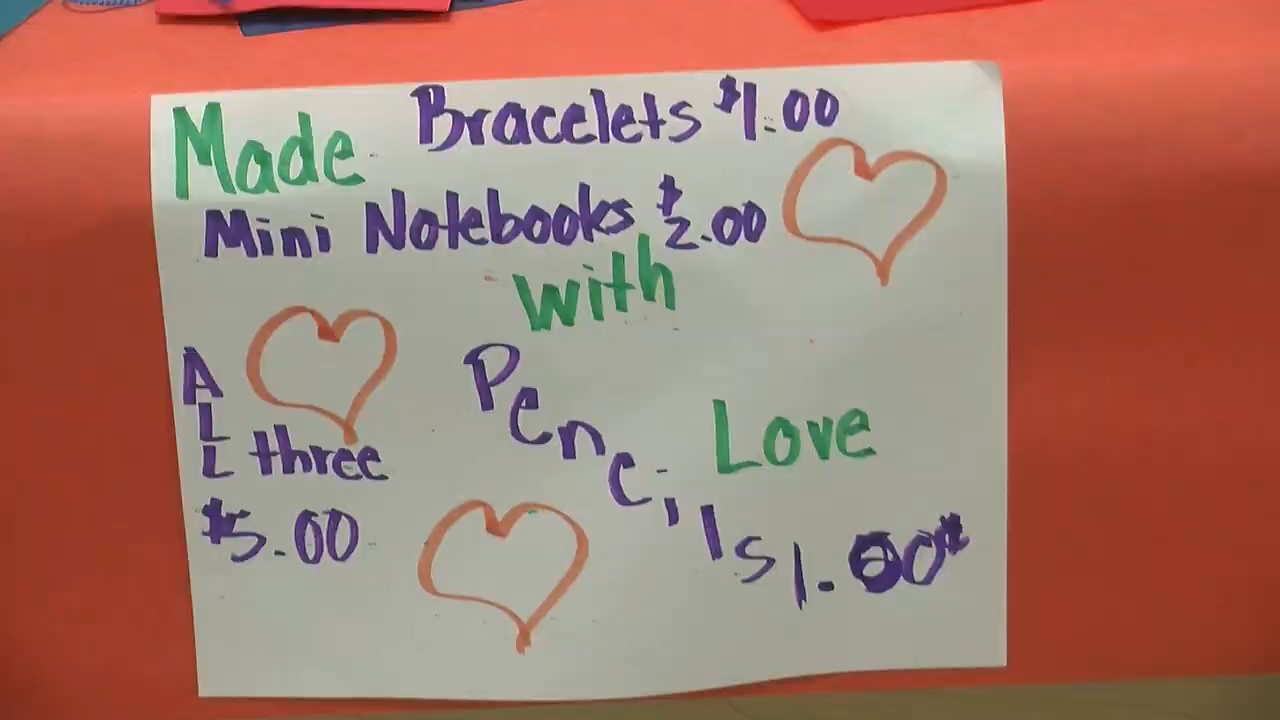 Made Bracelets $1.00
Mini Notebooks $2.00
with
ALL three
$5.00
Pencils 1.00$
Love